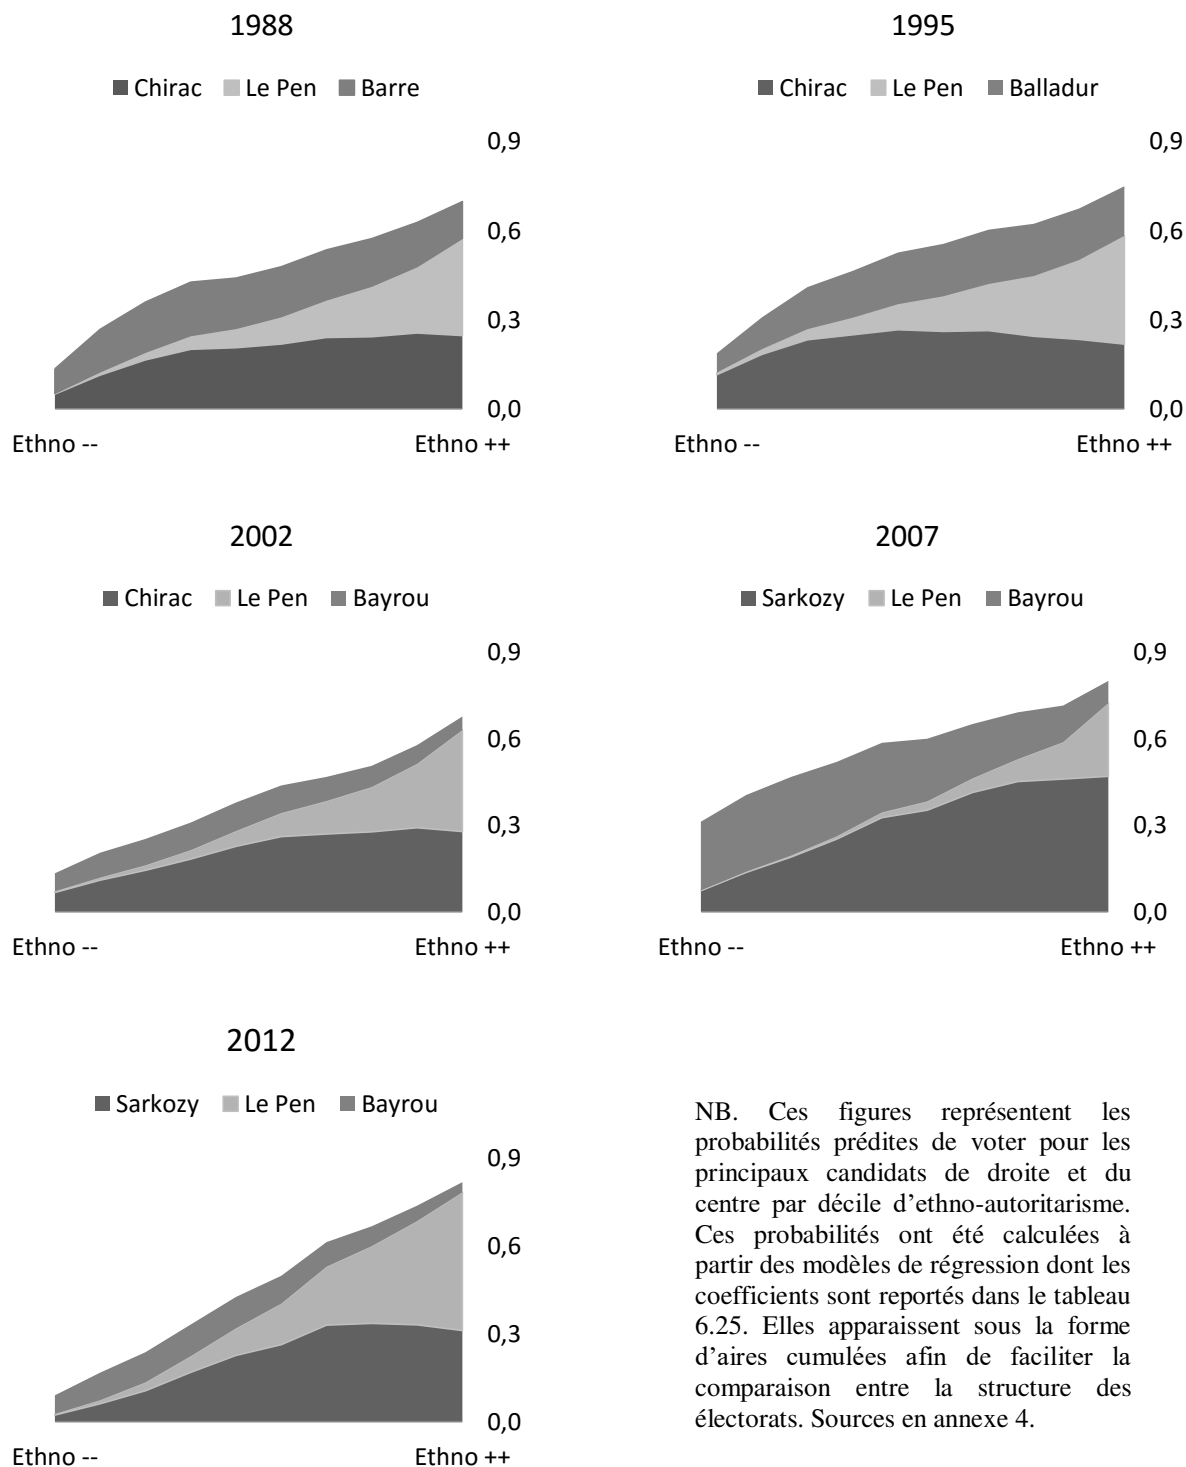 1988
Chirac Le Pen Barre
0,9
0,6
0,3
0,0
Ethno -- Ethno ++
1995
Chirac Le Pen Balladur
0,9
0,6
0,3
0,0
Ethno -- Ethno ++
2002
Chirac Le Pen Bayrou
0,9
0,6
0,3
0,0
Ethno -- Ethno ++
2007
Sarkozy Le Pen Bayrou
0,9
0,6
0,3
0,0
Ethno -- Ethno ++
2012
Sarkozy Le Pen Bayrou
0,9
0,6
0,3
0,0
Ethno -- Ethno ++
NB. Ces figures représentent les
probabilités prédites de voter pour les
principaux candidats de droite et du
centre par décile d’ethno-autoritarisme.
Ces probabilités ont été calculées à
partir des modèles de régression dont les
coefficients sont reportés dans le tableau
6.25. Elles apparaissent sous la forme
d’aires cumulées afin de faciliter la
comparaison entre la structure des
électorats. Sources en annexe 4.